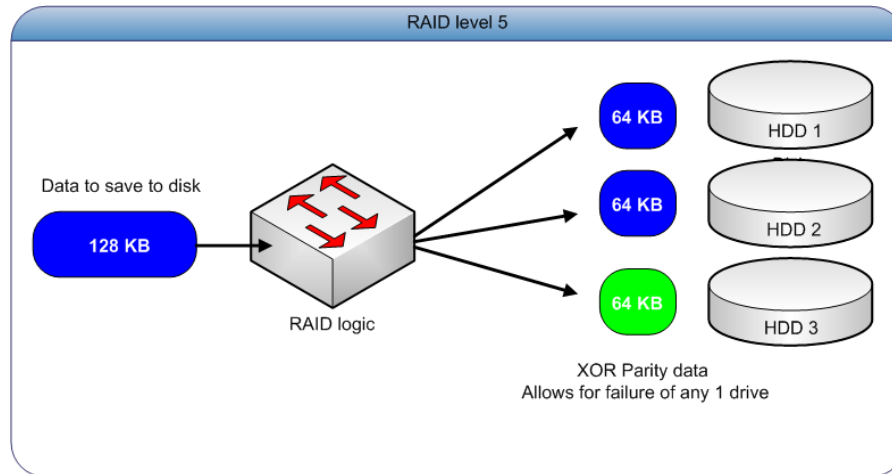 RAID level 5
64 KB
HDD 1
Data to save to disk
128 KB
64 KB
HDD 2
RAID logic
64 KB
HDD 3
XOR Parity data
Allows for failure of any 1 drive